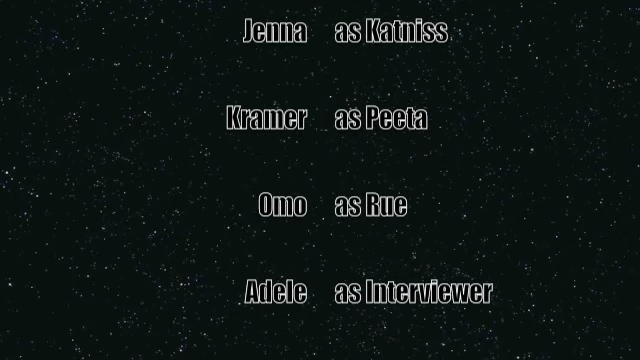 Jenna as Katniss
Kramer as Peeta
Omo as Rue
Adele as Interviewer